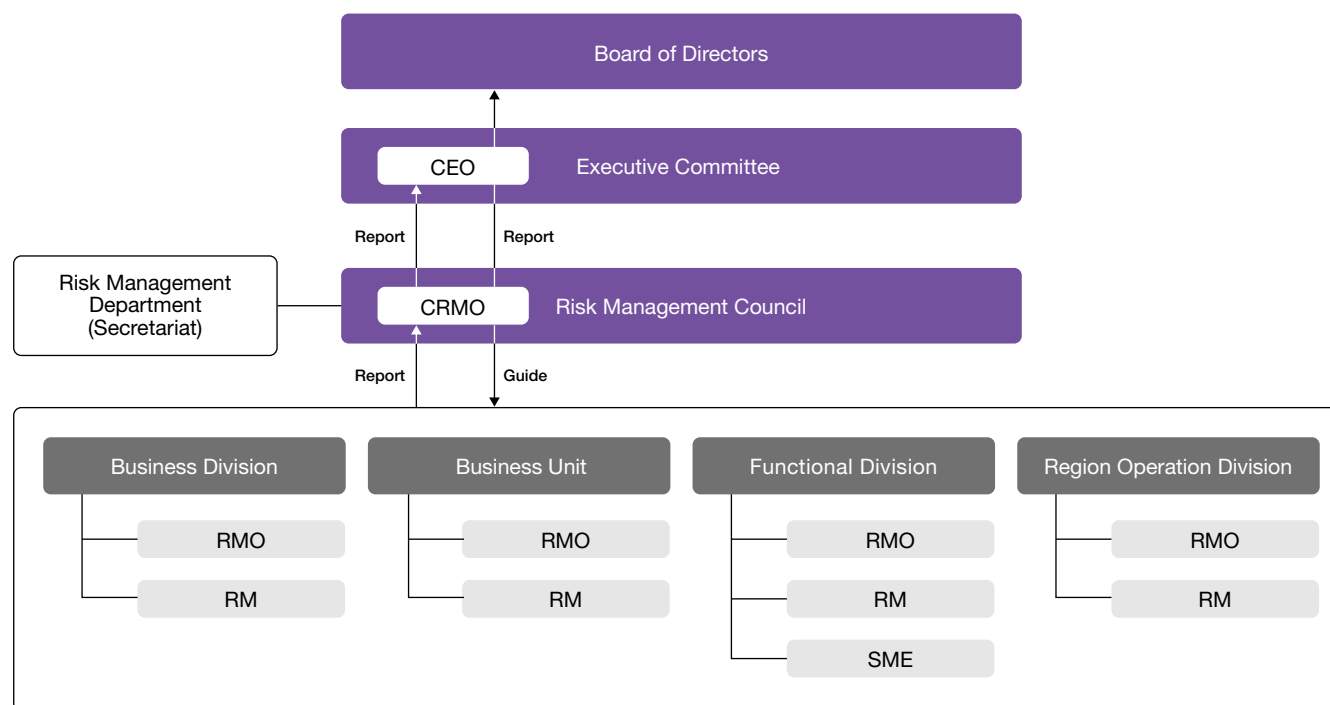 Board of Directors
CEO
Executive Committee
Report
Report
Risk Management
Department
(Secretariat)
CRMO
Risk Management Council
Report
Guide
Business Division
Business Unit
Functional Division
Region Operation Division
RMO
RMO
RMO
RMO
RM
RM
RM
RM
SME